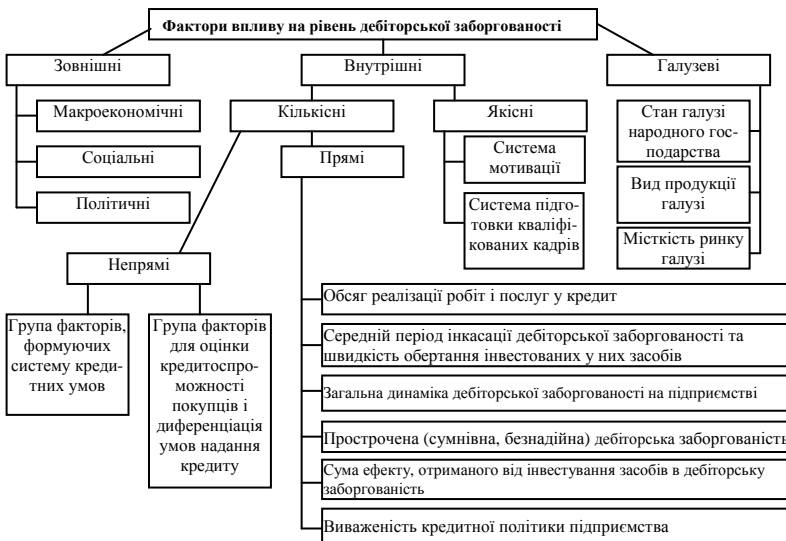 Фактори впливу на рівень дебіторської заборгованості
Зовнішні
Внутрішні
Галузеві
Макроекономічні
Соціальні
Політичні
Кількісні
Якісні
Прямі
Система
мотивації
Система підго-
товки кваліфі-
кованих кадрів
Стан галузі
народного гос-
подарства
Вид продукції
галузі
Місткість ринку
галузі
Непрямі
Група факторів,
формуючих
систему креди-
тних умов
Група факторів
для оцінки
кредитоспро-
можності
покупців і
диференціація
умов надання
кредиту
Обсяг реалізації робіт і послуг у кредит
Середній період інкасації дебіторської заборгованості та
швидкість обертання інвестованих у них засобів
Загальна динаміка дебіторської заборгованості на підприємстві
Прострочена (сумнівна, безнадійна) дебіторська заборгованість
Сума ефекту, отриманого від інвестування засобів в дебіторську
заборгованість
Виваженість кредитної політики підприємства